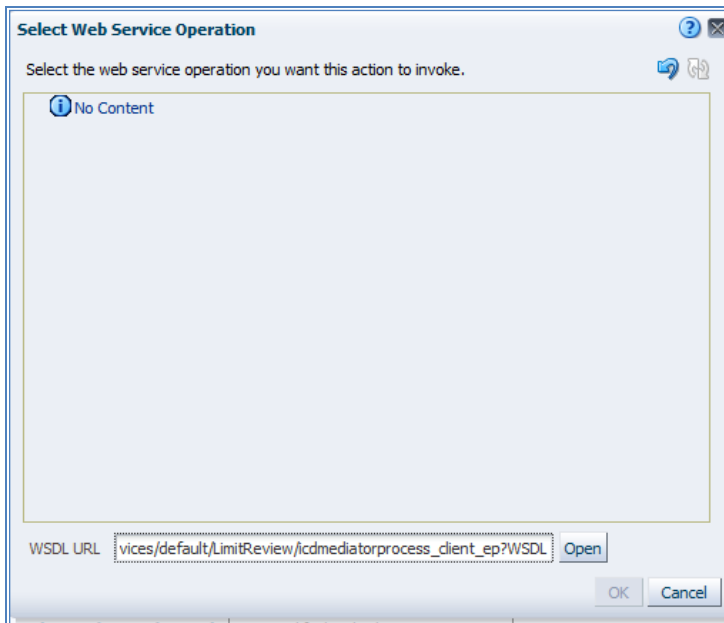 Select Web Service Operation
Select the web service operation you want this action to invoke.
No Content
WSDL URL vices/default/LimitReview/icdmediatorprocess_client_ep?WSDL Open
OK Cancel